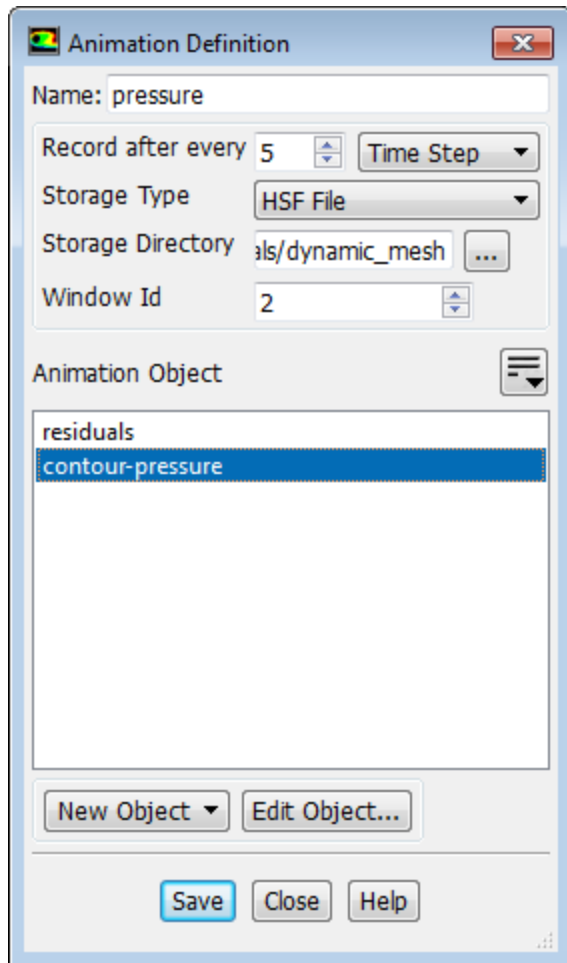 Animation Definition
Name: pressure
Record after every 5 Time Step
Storage Type HSF File
Storage Directory als/dynamic_mesh ...
Window Id 2
Animation Object
residuals
contour-pressure
New Object Edit Object...
Save Close Help